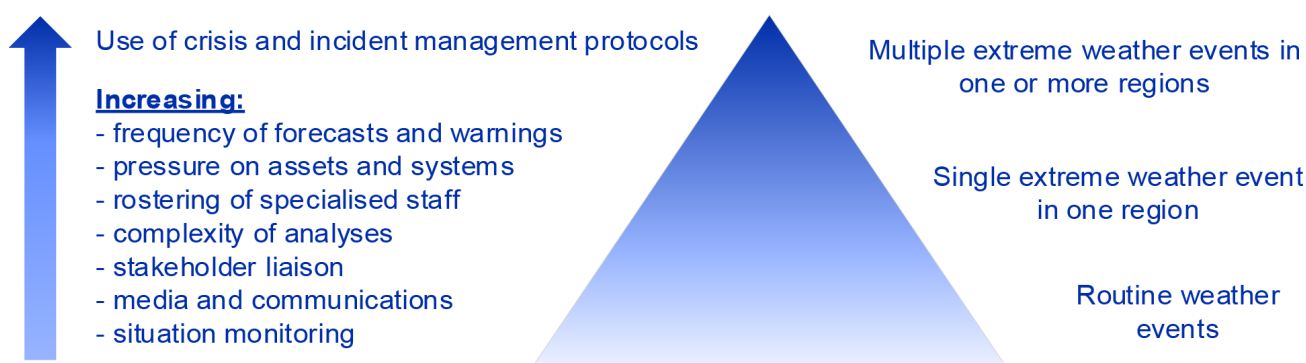 Use of crisis and incident management protocols
Increasing:
- frequency of forecasts and warnings
- pressure on assets and systems
- rostering of specialised staff
- complexity of analyses
- stakeholder liaison
- media and communications
- situation monitoring
Multiple extreme weather events in
one or more regions
Single extreme weather event
in one region
Routine weather
events